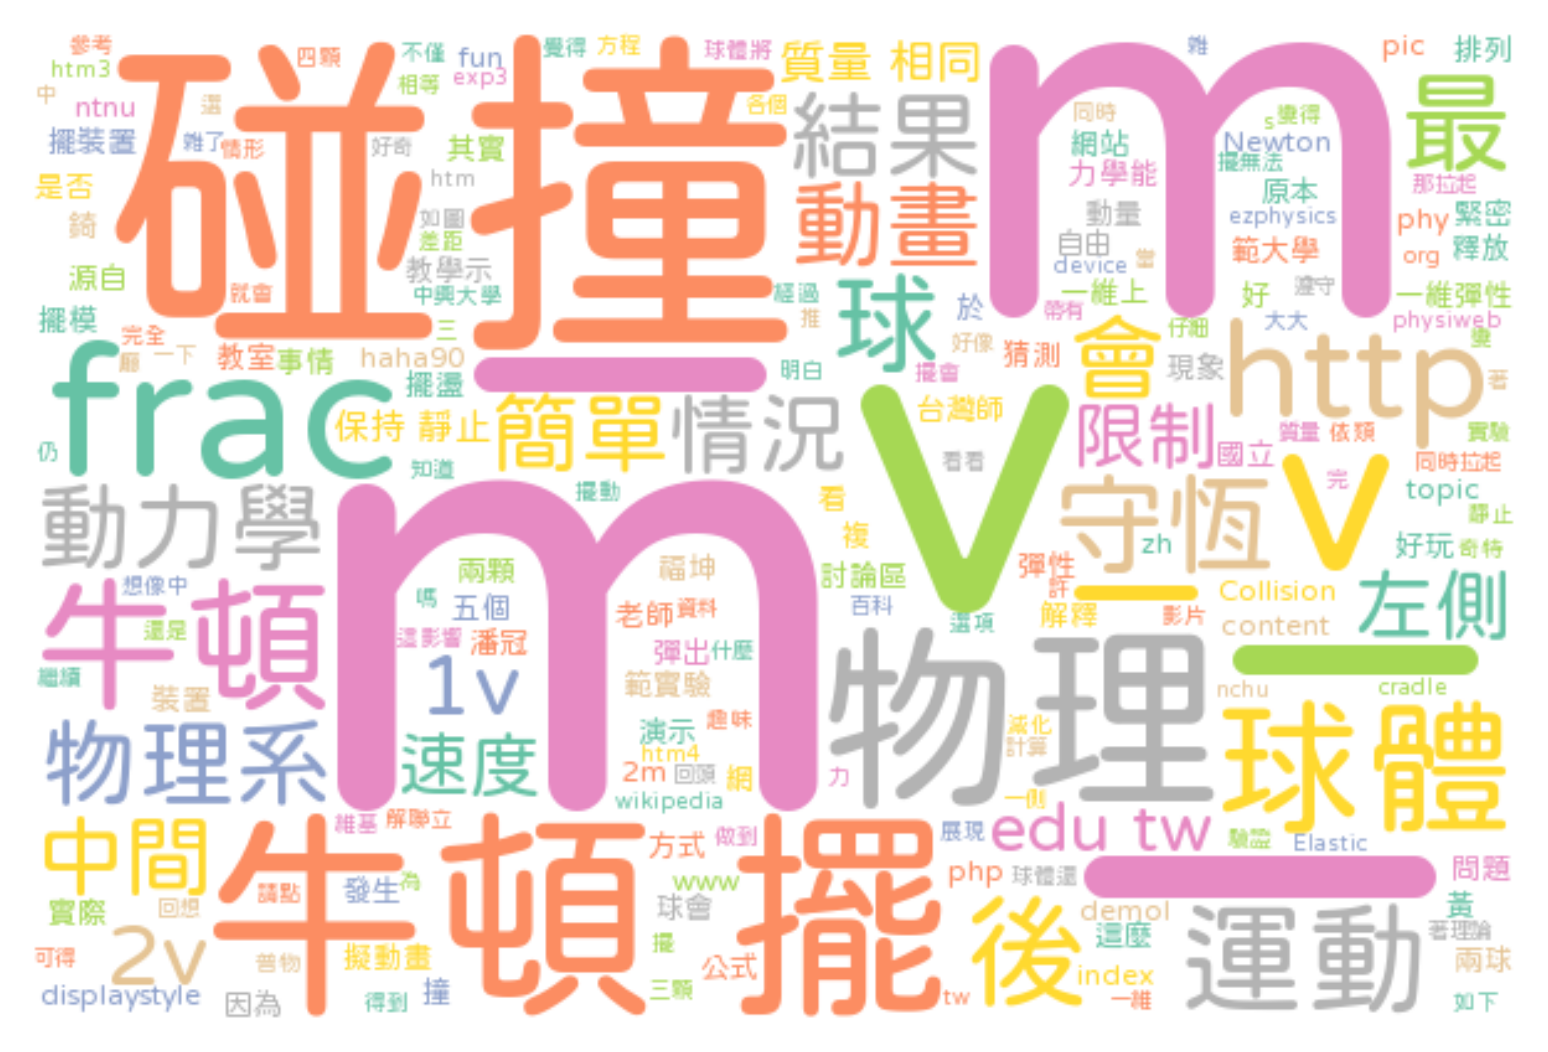 參考
四顆
不僅
fun
覺得
方程
球體將
質量 相同
m
雜
pic
排列
htm3
中
ntnu
選
相等
exp3
各個
結果
同時
s
變得
最
擺裝置
雜了
情形
好奇
其實
碰撞
網站
Newton
擺無法
是否
htm
力學能
原本
那拉起
錡
如圖
差距
動畫
動量
ezphysics
phy
緊密
源自
教學示
自由
範大學
org
釋放
就會
中興大學
device
當
擺模
三
經過
推
球
於
一維上
帶有
好
遵守
一維彈性
完全
廳
一下
教室
事情
haha90
好像
猜測
會
仔細
大大
physiweb
變
frac
擺盪
明白
擺會
現象
http
著
仍
保持 靜止
簡單
情況
台灣師
限制
國立
質量
依類
實驗
知道
看看
同時拉起
動力學
擺動
看
v
守恆
v
完
topic
靜止
m
複
zh
好玩
奇特
牛頓
想像中
兩顆
福坤
討論區
彈性
許
Collision
左側
還是
嗎
五個
老師
資料
百科
選項
解釋
影片
content
繼續
這影響
潘冠
彈出
什麼
物理
裝置
1v
範實驗
nchu
cradle
物理系
速度
演示
趣味
減化
計算
球體
htm4
2m
回頭
網
力
wikipedia
一側
中間
維基
解聯立
方式
做到
展現
edu tw
驗證
Elastic
牛頓擺
請點
發生
為
www
php
球體還
問題
實際
回想
球會
後
demol
黃
可得
2v
普物
擬動畫
擺
公式
這麼
運動
著理論
兩球
displaystyle
因為
得到
撞
三顆
tw
index
一維
如下